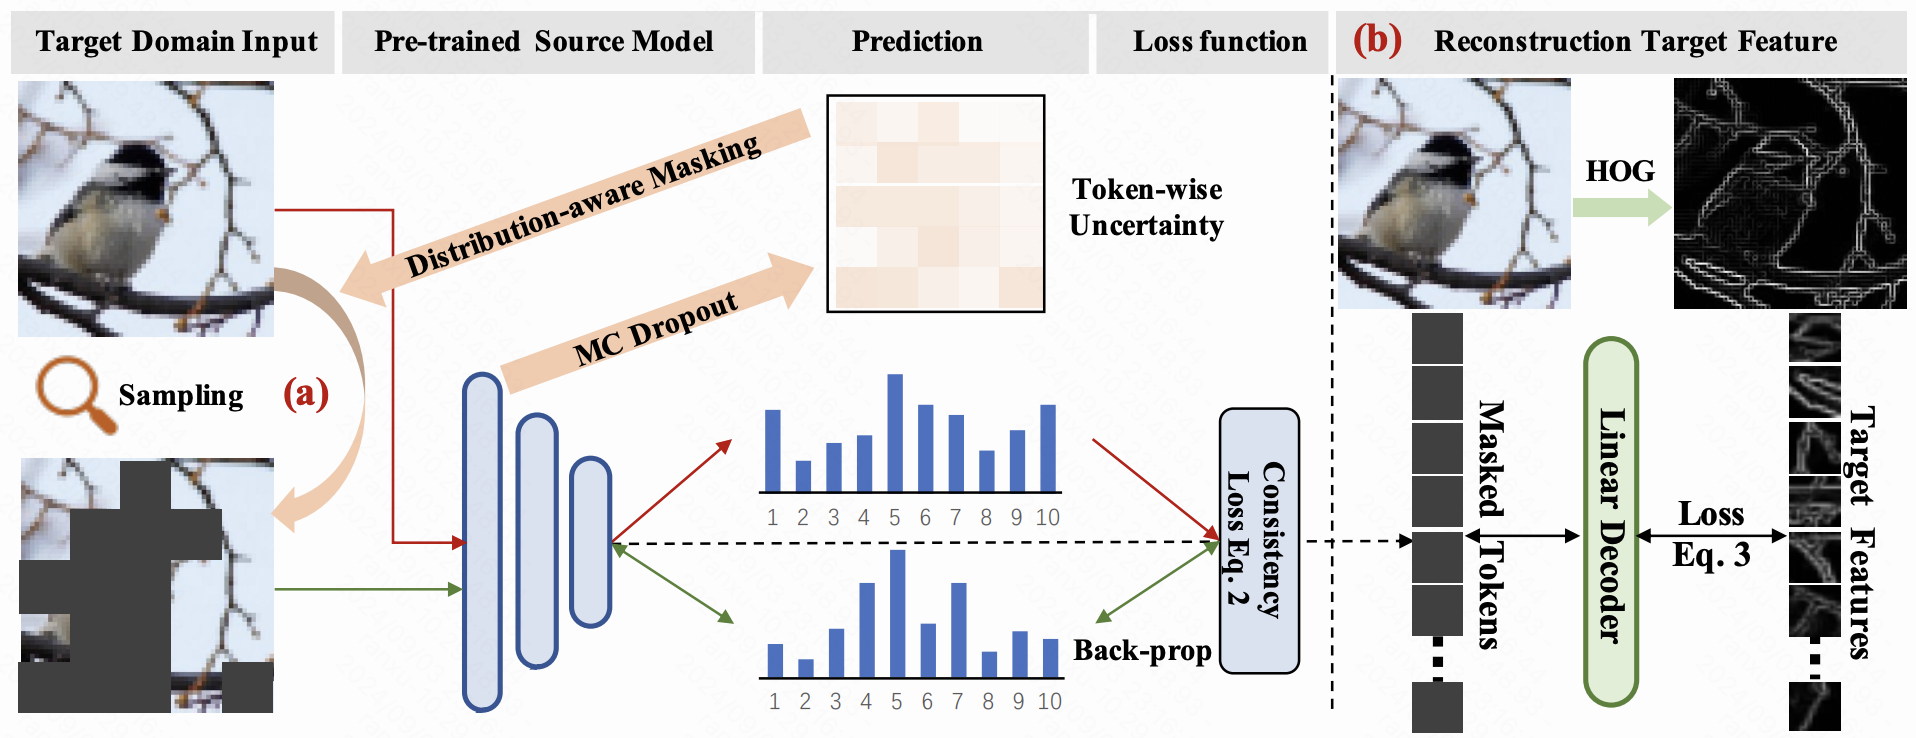 Target Domain Input
Pre-trained Source Model
Prediction
Loss function
(b) Reconstruction Target Feature
Distribution-aware Masking
MC Dropout
Token-wise
Uncertainty
HOG
Sampling
(a)
1 2 3 4 5 6 7 8 9 10
1 2 3 4 5 6 7 8 9 10
Back-prop
Consistency
Loss Eq. 2
Masked Tokens
Linear Decoder
Loss
Eq. 3
Target Features